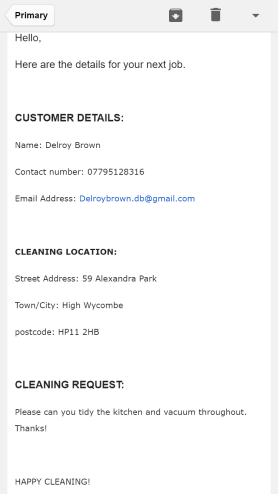 Primary
Hello,
Here are the details for your next job.
CUSTOMER DETAILS:
Name: Delroy Brown
Contact number: 07795128316
Email Address: Delroybrown.db@gmail.com
CLEANING LOCATION:
Street Address: 59 Alexandra Park
Town/City: High Wycombe
postcode: HP11 2HB
CLEANING REQUEST:
Please can you tidy the kitchen and vacuum throughout.
Thanks!
HAPPY CLEANING!